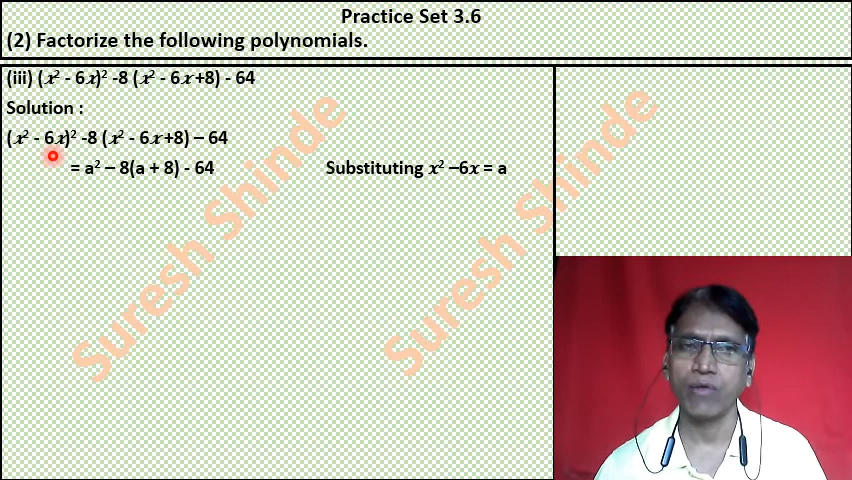 Practice Set 3.6
(2) Factorize the following polynomials.
(iii) (𝑥² - 6𝑥)² -8 (𝑥² - 6𝑥+8) - 64
Solution :
(𝑥² - 6𝑥)² -8 (𝑥² - 6𝑥+8) – 64
= a² – 8(a + 8) - 64 Substituting 𝑥² –6𝑥 = a
Suresh Shinde
Suresh Shinde